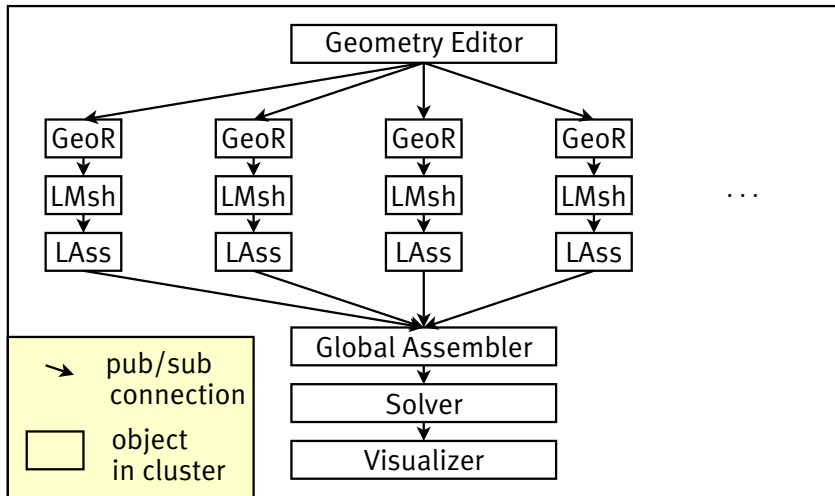 Geometry Editor
GeoR GeoR GeoR GeoR
LMsh LMsh LMsh LMsh ...
LAss LAss LAss LAss
Global Assembler
Solver
Visualizer
pub/sub
connection
object
in cluster